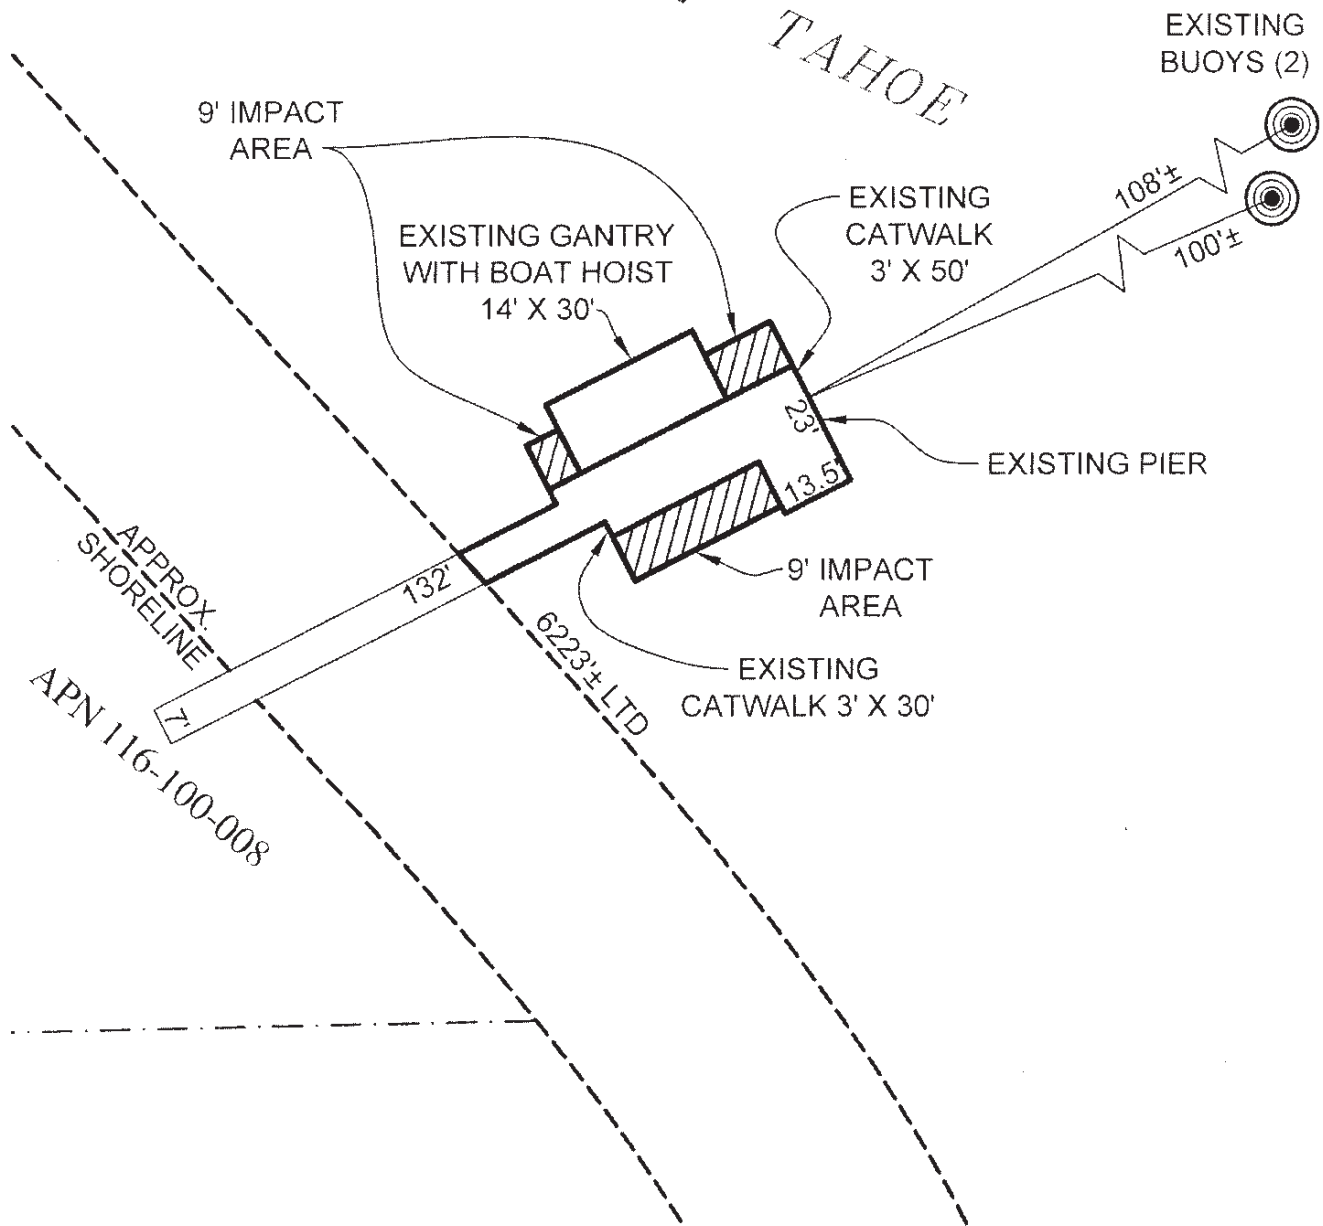 TAHOE
EXISTING
BUOYS (2)
9' IMPACT
AREA
EXISTING GANTRY
WITH BOAT HOIST
14' X 30'
EXISTING
CATWALK
3' X 50'
108'±
100'±
23'
13.5'
EXISTING PIER
APPROX.
SHORELINE
132'
9' IMPACT
AREA
7'
6223'± LTD
EXISTING
CATWALK 3' X 30'
APN 116-100-008